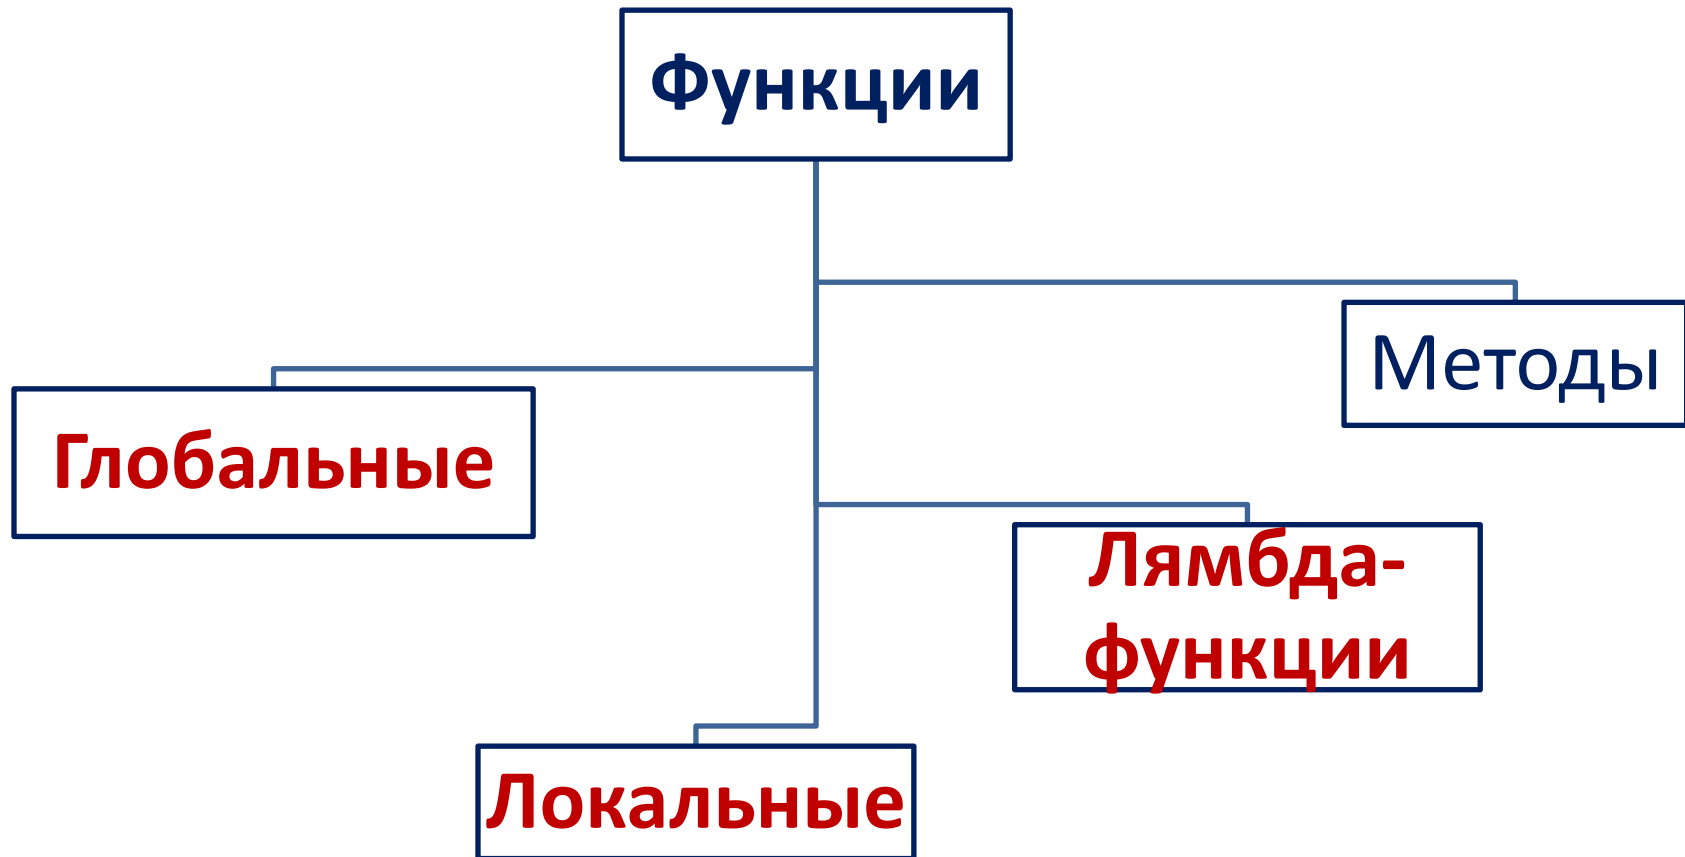 Функции
Методы
Глобальные
Лямбда-
функции
Локальные